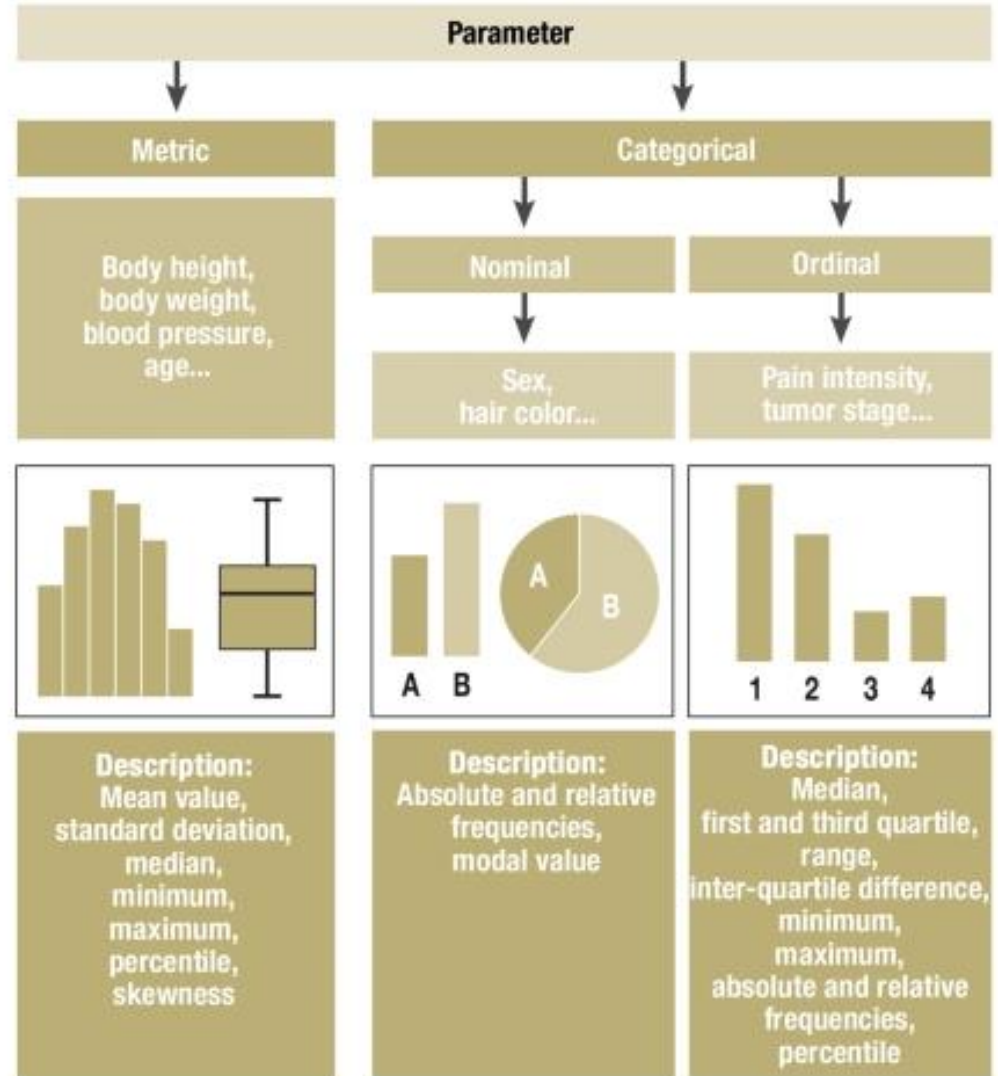 Parameter
Metric
Categorical
Body height,
body weight,
blood pressure,
age...
Nominal
Ordinal
Sex,
hair color...
Pain intensity,
tumor stage...
A B
A
B
1 2 3 4
Description:
Mean value,
standard deviation,
median,
minimum,
maximum,
percentile,
skewness
Description:
Absolute and relative
frequencies,
modal value
Description:
Median,
first and third quartile,
range,
inter-quartile difference,
minimum,
maximum,
absolute and relative
frequencies,
percentile